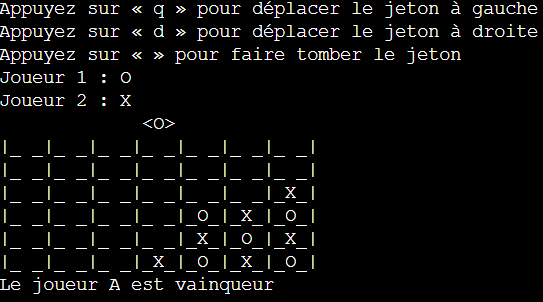 Appuyez sur « q » pour déplacer le jeton à gauche
Appuyez sur « d » pour déplacer le jeton à droite
Appuyez sur « » pour faire tomber le jeton
Joueur 1 : O
Joueur 2 : X
             <O>
|_ _|_ _|_ _|_ _|_ _|_ _|_ _|
|_ _|_ _|_ _|_ _|_ _|_ _|_ _|
|_ _|_ _|_ _|_ _|_ _|_ _|_X_|
|_ _|_ _|_ _|_ _|_O_|_X_|_O_|
|_ _|_ _|_ _|_ _|_X_|_O_|_X_|
|_ _|_ _|_ _|_X_|_O_|_X_|_O_|
Le joueur A est vainqueur